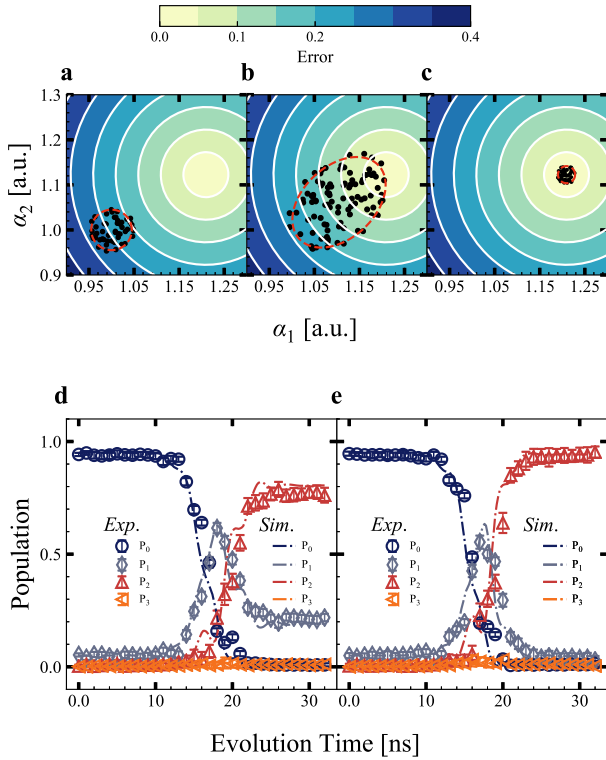 0.0 0.1 0.2 0.4
Error
a b c
1.3
1.2
1.1
1.0
0.9
α2 [a.u.]
0.95 1.05 1.15 1.25 0.95 1.05 1.15 1.25 0.95 1.05 1.15 1.25
α1 [a.u.]
d e
1.0
0.5
0.0
Population
Exp. Sim. Exp. Sim.
P0 P0 P0 P0
P1 P1 P1 P1
P2 P2 P2 P2
P3 P3 P3 P3
0.0 10 20 30 0.0 10 20 30
Evolution Time [ns]